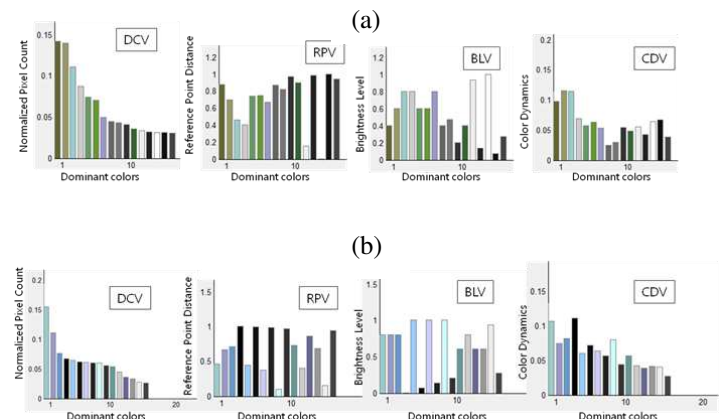 (a)
DCV
RPV
BLV
CDV
Normalized Pixel Count
0.15
0.1
0.05
0
1
10
Dominant colors
Reference Point Distance
1.2
1
0.8
0.6
0.4
0.2
0
1
10
Dominant colors
Brightness Level
1.2
1
0.8
0.6
0.4
0.2
0
1
10
Dominant colors
Color Dynamics
0.2
0.15
0.10
0.05
0
1
10
Dominant colors
(b)
DCV
RPV
BLV
CDV
Normalized Pixel Count
0.2
0.15
0.1
0.05
0
1
10
20
Dominant colors
Reference Point Distance
1.5
1
0.5
0
1
10
Dominant colors
Brightness Level
1.5
1
0.5
0
1
10
Dominant colors
Color Dynamics
0.15
0.1
0.05
0
1
10
20
Dominant colors